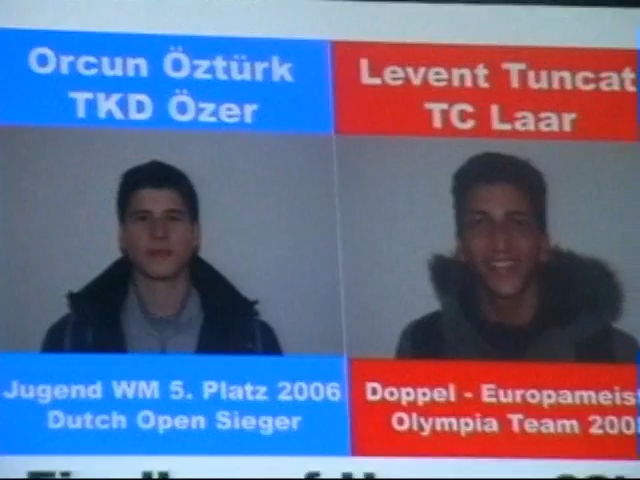 Orcun Öztürk
TKD Özer
Levent Tuncat
TC Laar
Jugend WM 5. Platz 2006
Dutch Open Sieger
Doppel - Europameist
Olympia Team 200